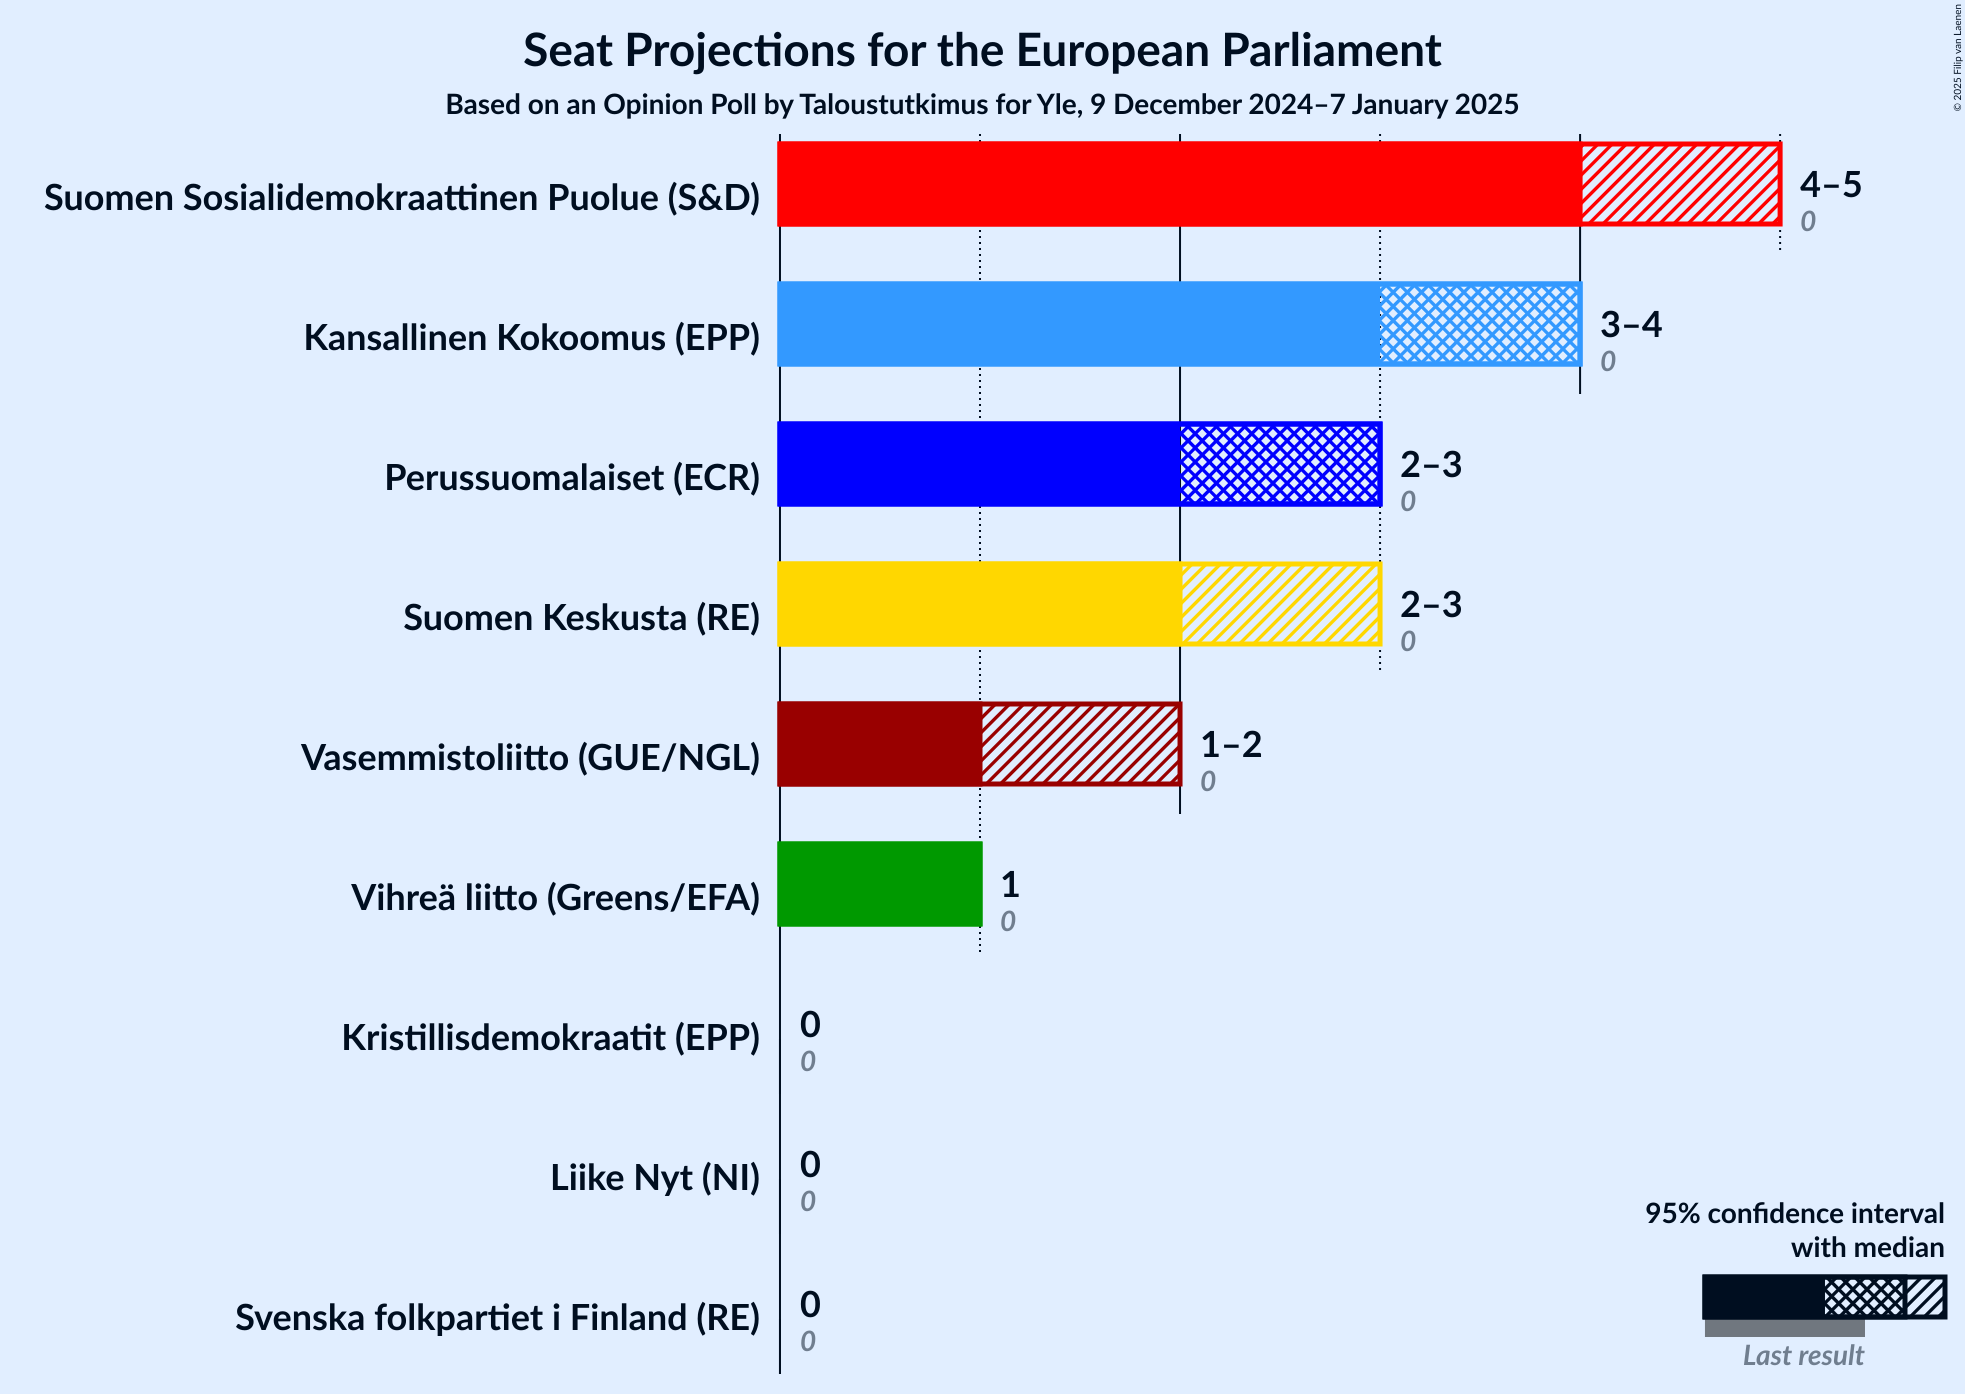 Seat Projections for the European Parliament
Based on an Opinion Poll by Taloustutkimus for Yle, 9 December 2024–7 January 2025
© 2025 Filip van Laenen
Suomen Sosialidemokraattinen Puolue (S&D)
4–5
0
Kansallinen Kokoomus (EPP)
3–4
0
Perussuomalaiset (ECR)
2–3
0
Suomen Keskusta (RE)
2–3
0
Vasemmistoliitto (GUE/NGL)
1–2
0
Vihreä liitto (Greens/EFA)
1
0
Kristillisdemokraatit (EPP)
0
0
Liike Nyt (NI)
0
0
Svenska folkpartiet i Finland (RE)
0
0
95% confidence interval
with median
Last result